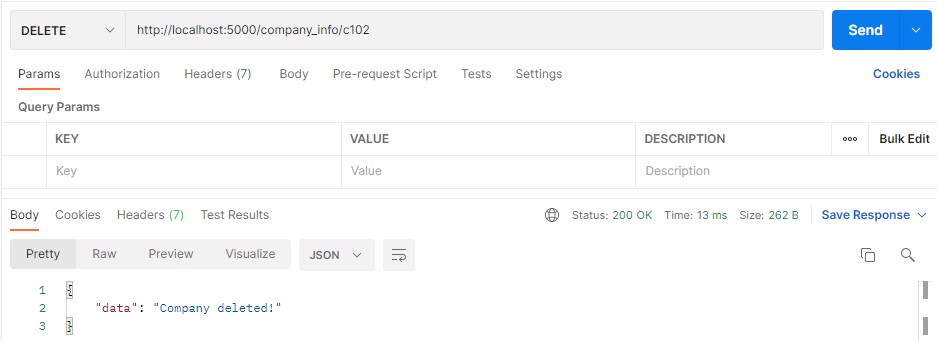 DELETE http://localhost:5000/company_info/c102 Send
Params Authorization Headers (7) Body Pre-request Script Tests Settings Cookies
Query Params
KEY VALUE DESCRIPTION ooo Bulk Edit
Key Value Description
Body Cookies Headers (7) Test Results Status: 200 OK Time: 13 ms Size: 262 B Save Response
Pretty Raw Preview Visualize JSON
1 {
2 "data": "Company deleted!"
3 }